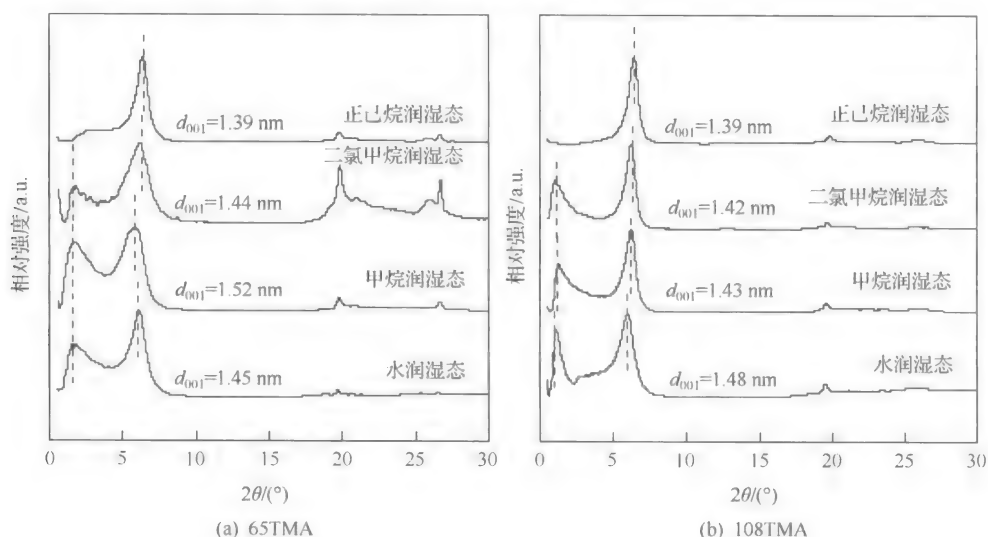 相对强度/a.u.
正己烷润湿态
d001=1.39 nm
二氯甲烷润湿态
d001=1.44 nm
甲烷润湿态
d001=1.52 nm
水润湿态
d001=1.45 nm
0 5 10 15 20 25 30
2θ/(°)
(a) 65TMA
相对强度/a.u.
正己烷润湿态
d001=1.39 nm
二氯甲烷润湿态
d001=1.42 nm
甲烷润湿态
d001=1.43 nm
水润湿态
d001=1.48 nm
0 5 10 15 20 25 30
2θ/(°)
(b) 108TMA